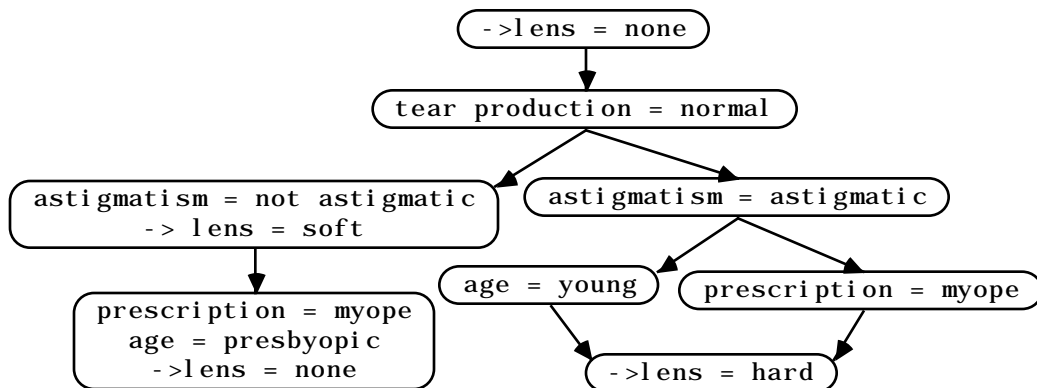 ->lens = none
tear production = normal
astigmatism = not astigmatic
-> lens = soft
astigmatism = astigmatic
age = young
prescription = myope
prescription = myope
age = presbyopic
->lens = none
->lens = hard